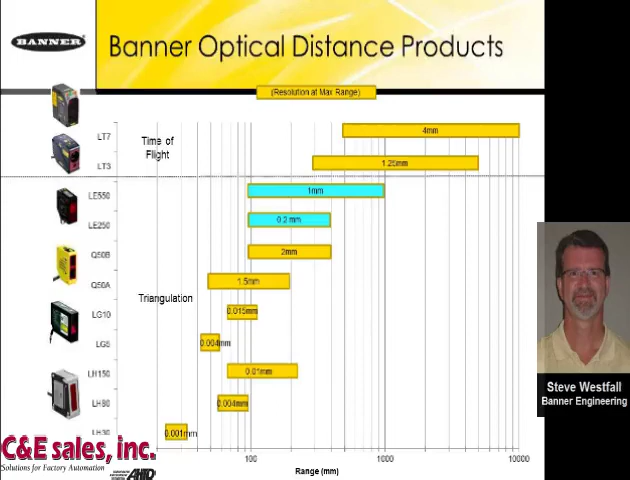 BANNER
Banner Optical Distance Products
(Resolution at Max Range)
LT7
Time of
Flight
4mm
LT3
1.25mm
LE550
1mm
LE250
0.2 mm
Q50B
2mm
Q50A
1.5mm
Triangulation
LG10
0.015mm
LG5
0.004mm
LH150
0.01mm
LH80
0.004mm
LH30
0.001mm
100
1000
10000
Range (mm)
C&E sales, inc.
Solutions for Factory Automation
AHTD
Steve Westfall
Banner Engineering